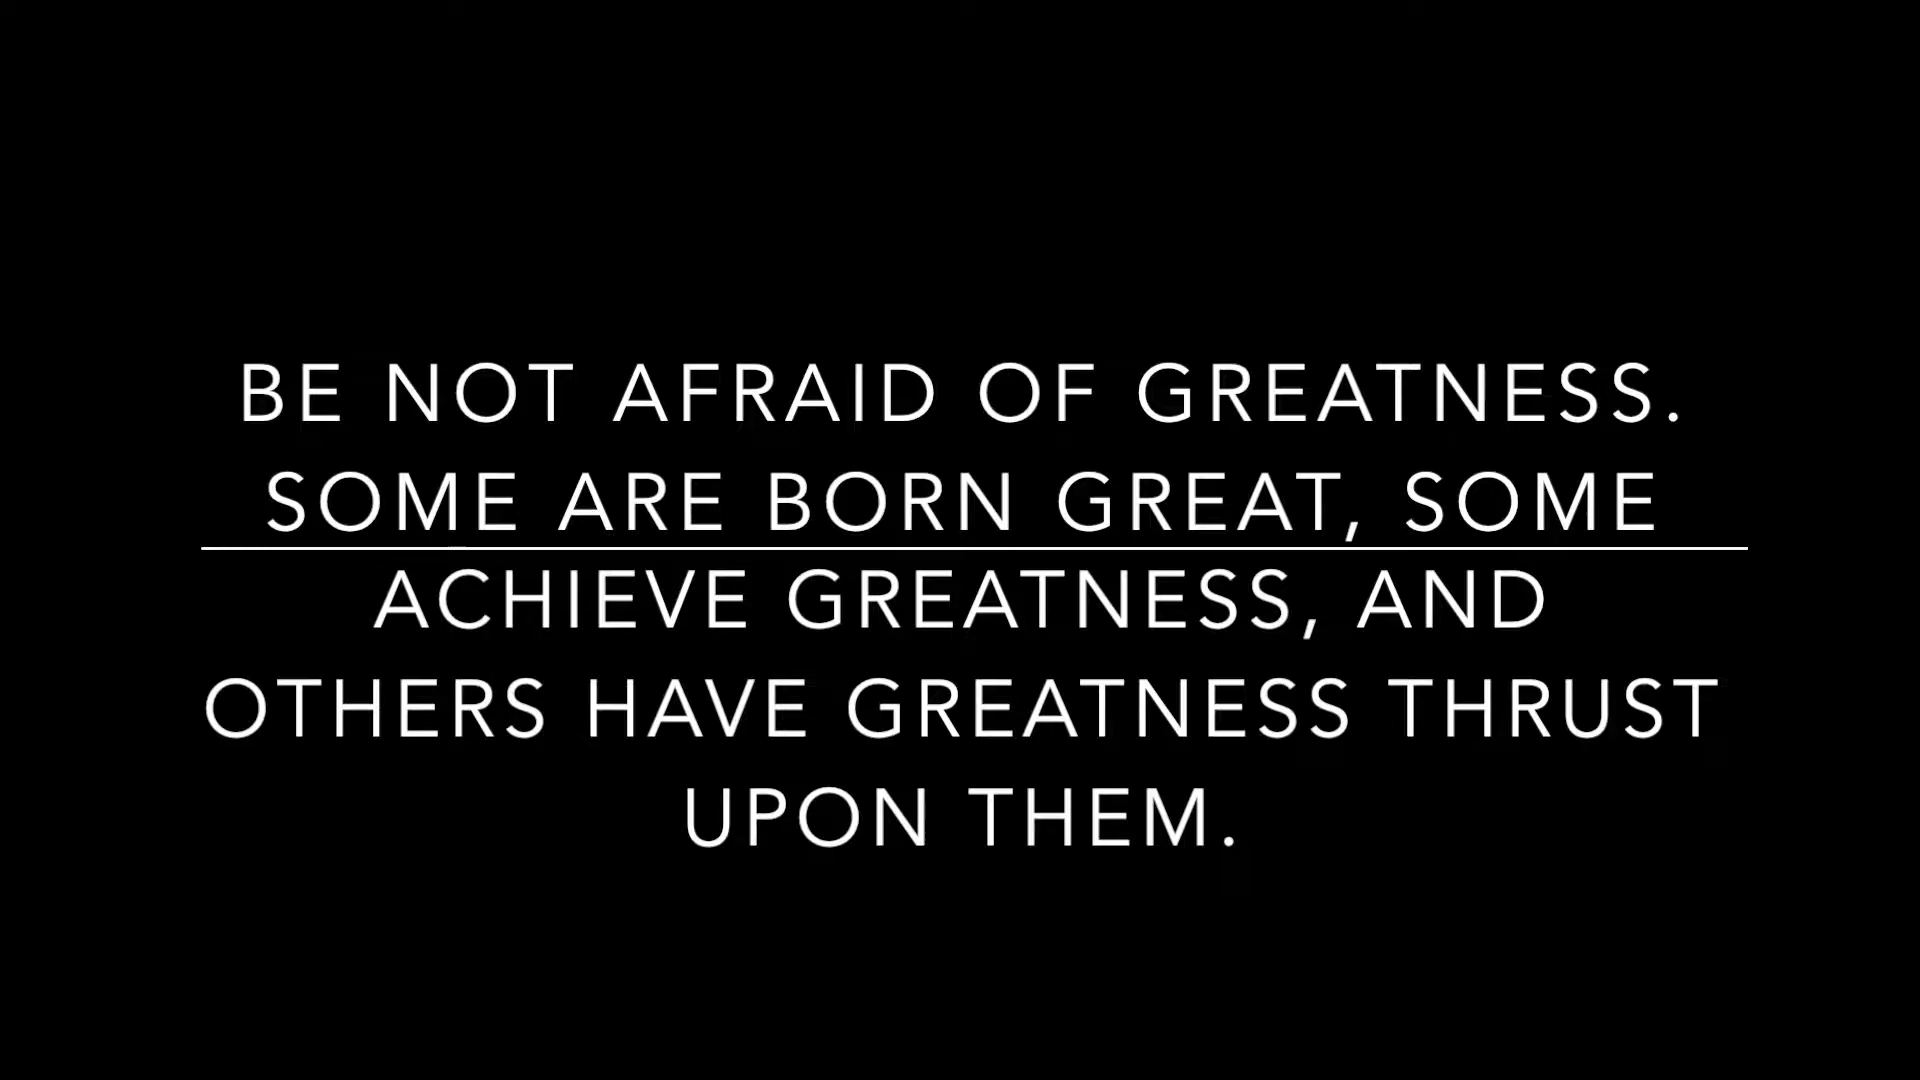 BE NOT AFRAID OF GREATNESS.
SOME ARE BORN GREAT, SOME
ACHIEVE GREATNESS, AND
OTHERS HAVE GREATNESS THRUST
UPON THEM.